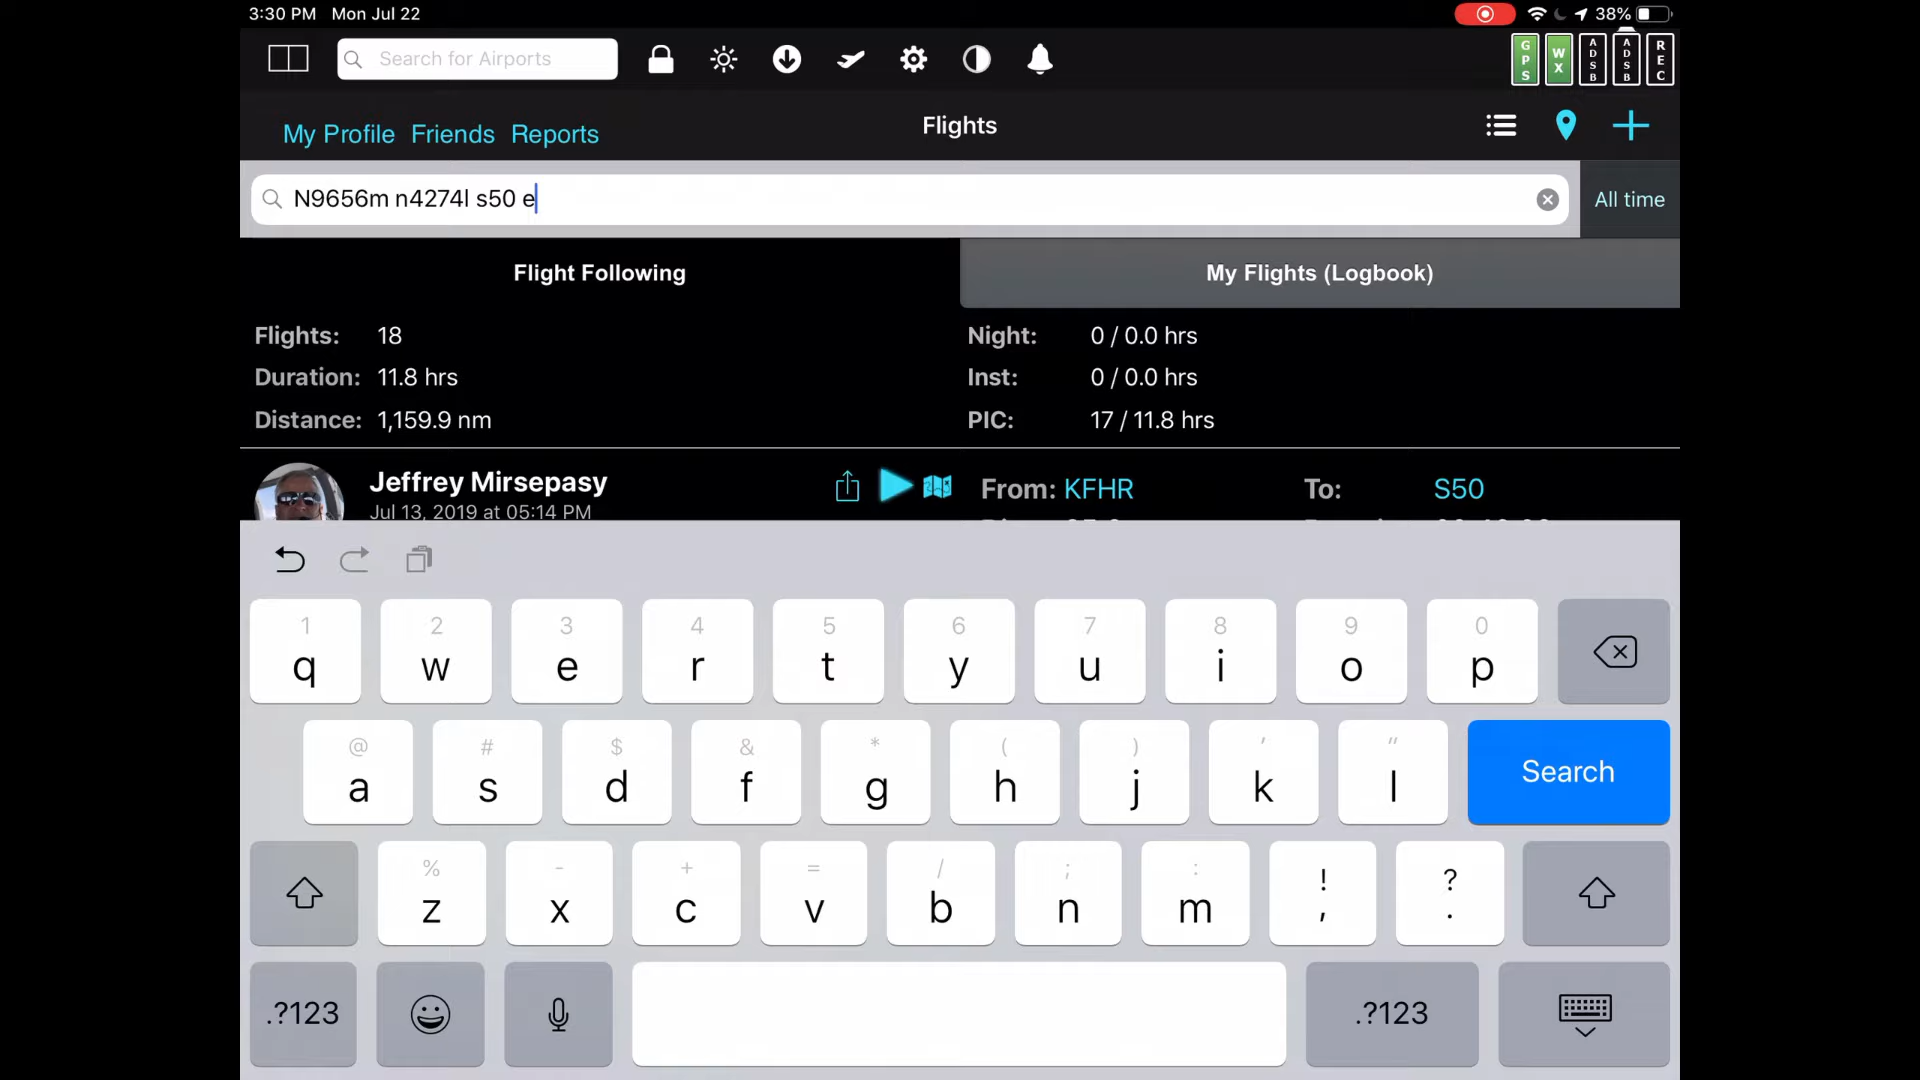 3:30 PM Mon Jul 22
38%
Search for Airports
GPS WX ADSB ADSB REC
My Profile Friends Reports
Flights
N9656m n4274l s50 e
All time
Flight Following
My Flights (Logbook)
Flights: 18
Night: 0 / 0.0 hrs
Duration: 11.8 hrs
Inst: 0 / 0.0 hrs
Distance: 1,159.9 nm
PIC: 17 / 11.8 hrs
Jeffrey Mirsepasy
From: KFHR To: S50
Jul 13, 2019 at 05:14 PM
1 2 3 4 5 6 7 8 9 0
q w e r t y u i o p
@ # $ & * ( ) ' "
a s d f g h j k l
Search
% - + = / ; : ! ?
z x c v b n m , .
.?123 .?123